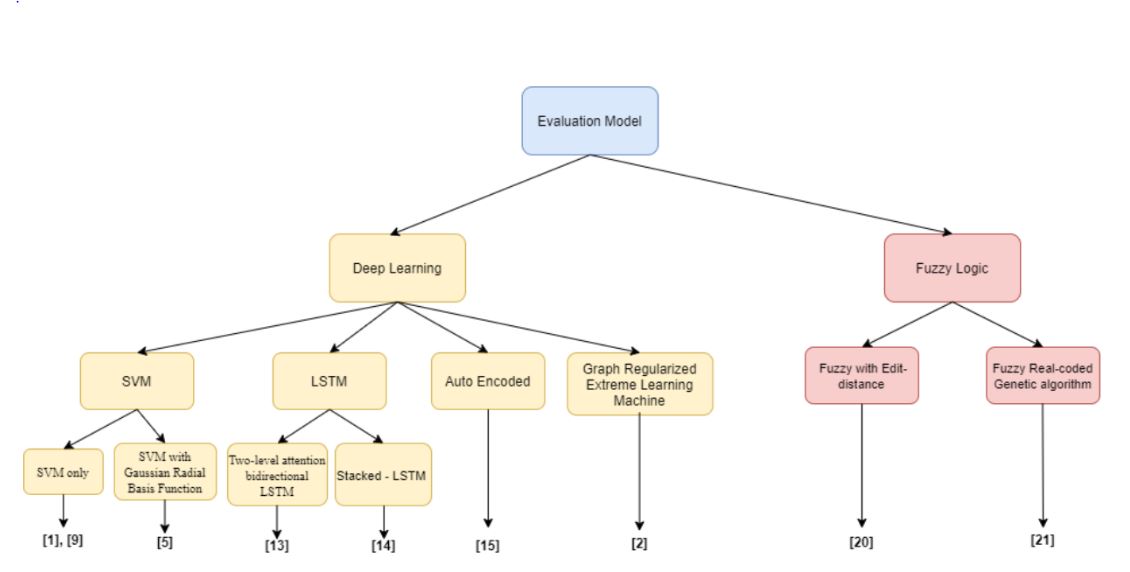 Evaluation Model
Deep Learning
Fuzzy Logic
SVM
LSTM
Auto Encoded
Graph Regularized
Extreme Learning
Machine
Fuzzy with Edit-
distance
Fuzzy Real-coded
Genetic algorithm
SVM only
SVM with
Gaussian Radial
Basis Function
Two-level attention
bidirectional
LSTM
Stacked - LSTM
[1], [9]
[5]
[13]
[14]
[15]
[2]
[20]
[21]